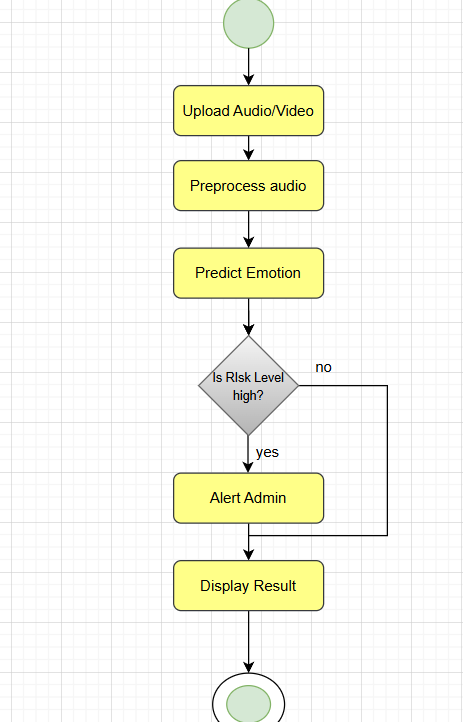 Upload Audio/Video
Preprocess audio
Predict Emotion
Is RIsk Level
high?
no
yes
Alert Admin
Display Result